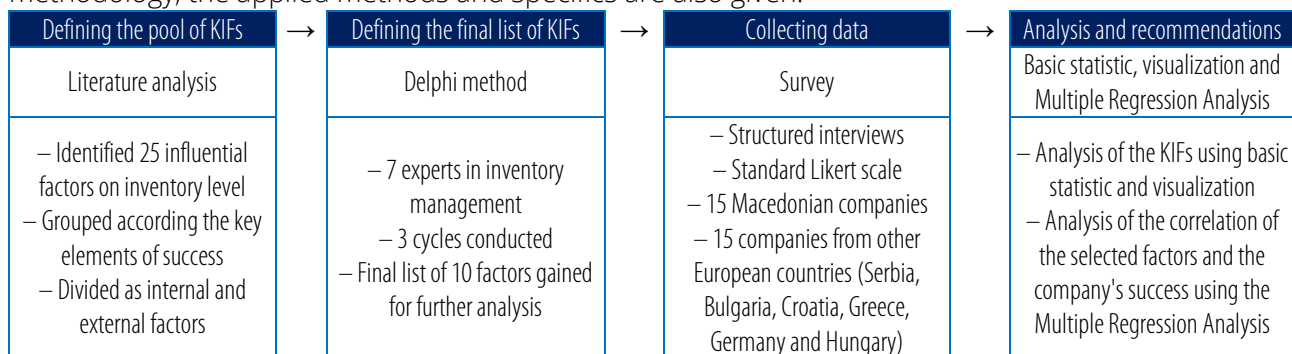 methodology, the applied methods and specifics are also given.
Defining the pool of KIFs → Defining the final list of KIFs → Collecting data → Analysis and recommendations
Literature analysis
Delphi method
Survey
Basic statistic, visualization and
Multiple Regression Analysis
– Identified 25 influential
factors on inventory level
– Grouped according the key
elements of success
– Divided as internal and
external factors
– 7 experts in inventory
management
– 3 cycles conducted
– Final list of 10 factors gained
for further analysis
– Structured interviews
– Standard Likert scale
– 15 Macedonian companies
– 15 companies from other
European countries (Serbia,
Bulgaria, Croatia, Greece,
Germany and Hungary)
– Analysis of the KIFs using basic
statistic and visualization
– Analysis of the correlation of
the selected factors and the
company's success using the
Multiple Regression Analysis